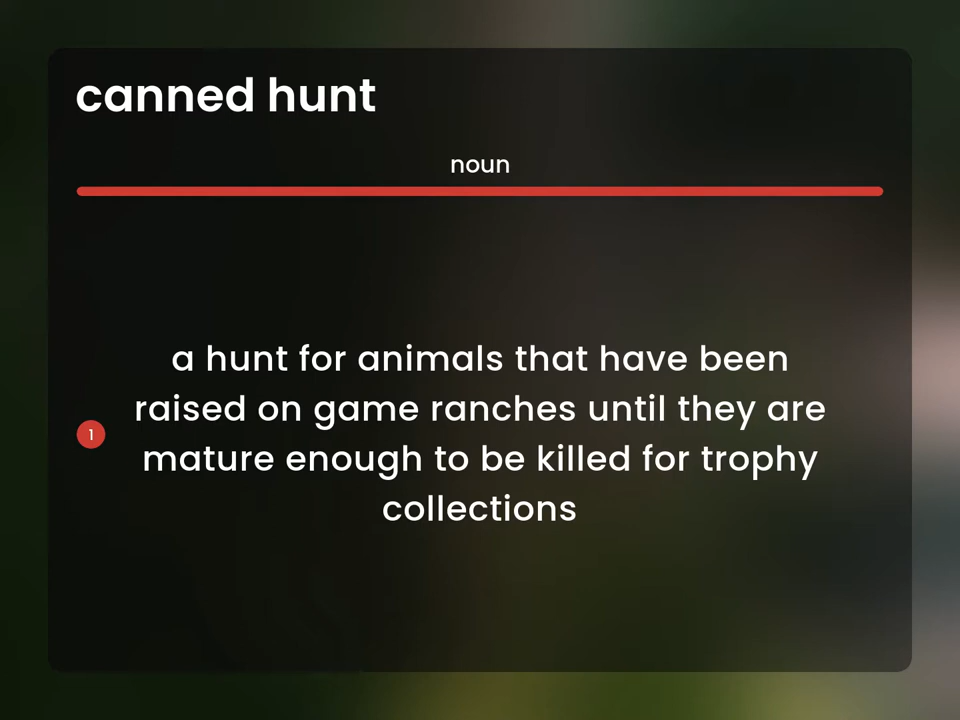 canned hunt
noun
a hunt for animals that have been
raised on game ranches until they are
1
mature enough to be killed for trophy
collections